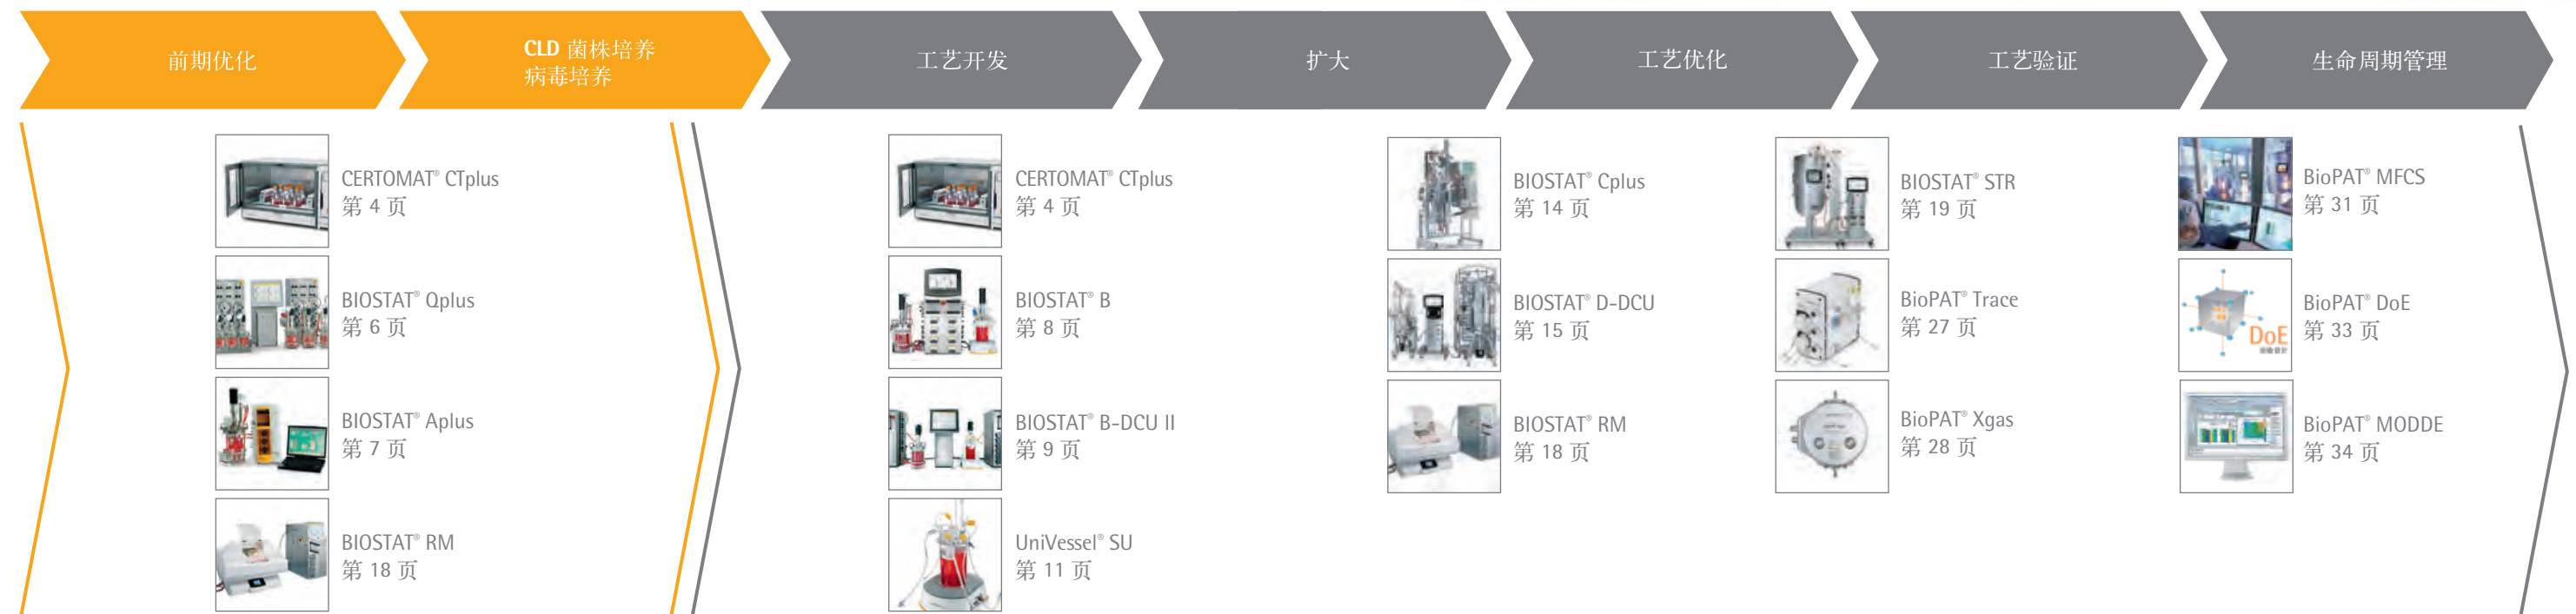 前期优化
CLD 菌株培养
病毒培养
工艺开发
扩大
工艺优化
工艺验证
生命周期管理
CERTOMAT® CTplus
第 4 页
BIOSTAT® Qplus
第 6 页
BIOSTAT® Aplus
第 7 页
BIOSTAT® RM
第 18 页
CERTOMAT® CTplus
第 4 页
BIOSTAT® B
第 8 页
BIOSTAT® B-DCU II
第 9 页
UniVessel® SU
第 11 页
BIOSTAT® Cplus
第 14 页
BIOSTAT® D-DCU
第 15 页
BIOSTAT® RM
第 18 页
BIOSTAT® STR
第 19 页
BioPAT® Trace
第 27 页
BioPAT® Xgas
第 28 页
BioPAT® MFCS
第 31 页
DoE
BioPAT® DoE
第 33 页
BioPAT® MODDE
第 34 页